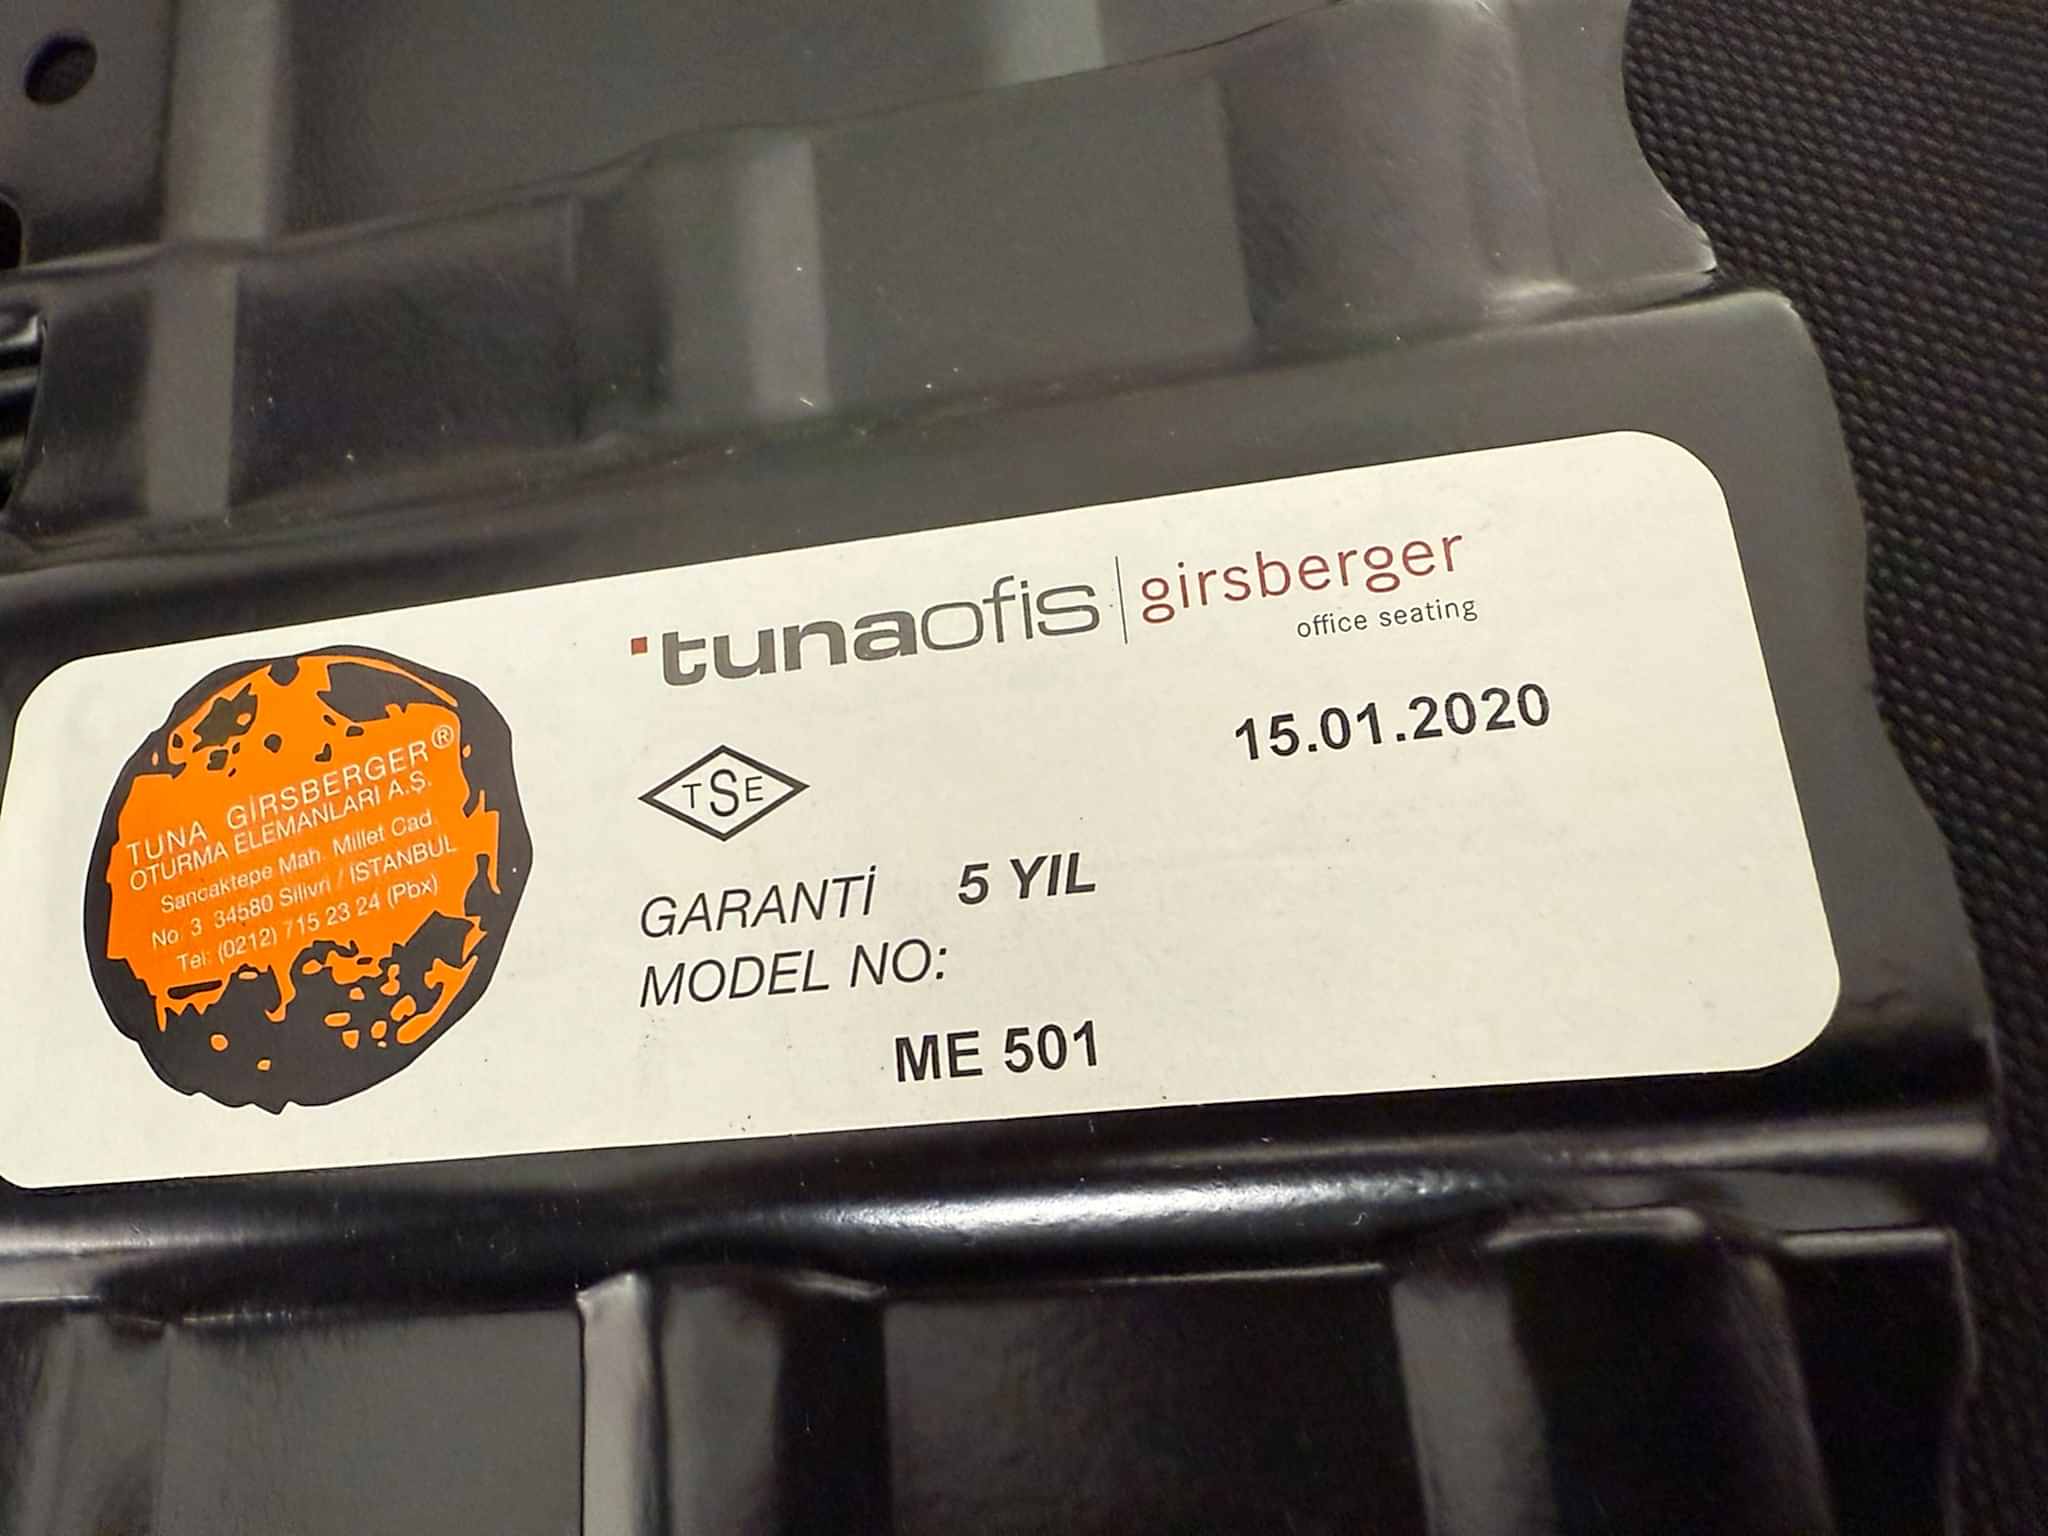 TUNA GİRSBERGER®
OTURMA ELEMANLARI A.Ş.
Sancaktepe Mah. Millet Cad.
No: 3 34580 Silivri / İSTANBUL
Tel: (0212) 715 23 24 (Pbx)
tunaofis girsberger
office seating
15.01.2020
TSE
GARANTİ 5 YIL
MODEL NO:
ME 501